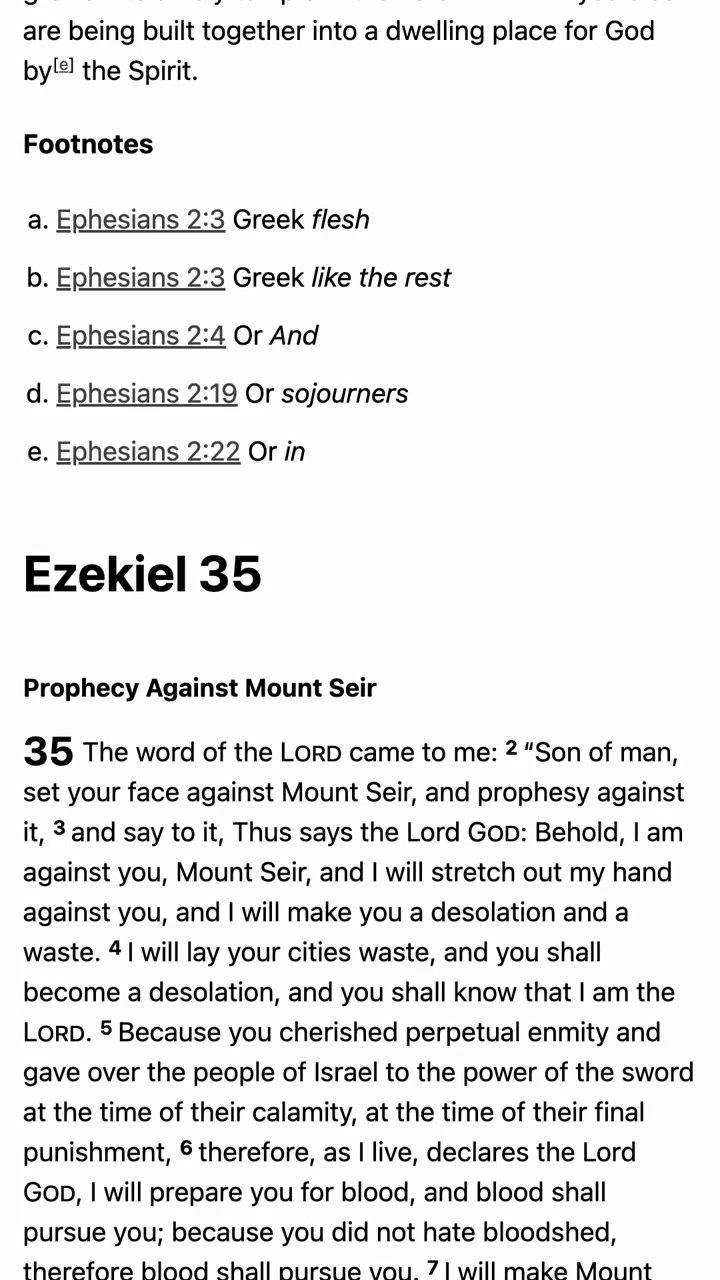 are being built together into a dwelling place for God
by[e] the Spirit.
Footnotes
a. Ephesians 2:3 Greek flesh
b. Ephesians 2:3 Greek like the rest
c. Ephesians 2:4 Or And
d. Ephesians 2:19 Or sojourners
e. Ephesians 2:22 Or in
Ezekiel 35
Prophecy Against Mount Seir
35 The word of the LORD came to me: 2 “Son of man,
set your face against Mount Seir, and prophesy against
it, 3 and say to it, Thus says the Lord GOD: Behold, I am
against you, Mount Seir, and I will stretch out my hand
against you, and I will make you a desolation and a
waste. 4 I will lay your cities waste, and you shall
become a desolation, and you shall know that I am the
LORD. 5 Because you cherished perpetual enmity and
gave over the people of Israel to the power of the sword
at the time of their calamity, at the time of their final
punishment, 6 therefore, as I live, declares the Lord
GOD, I will prepare you for blood, and blood shall
pursue you; because you did not hate bloodshed,
therefore blood shall pursue you. 7 I will make Mount